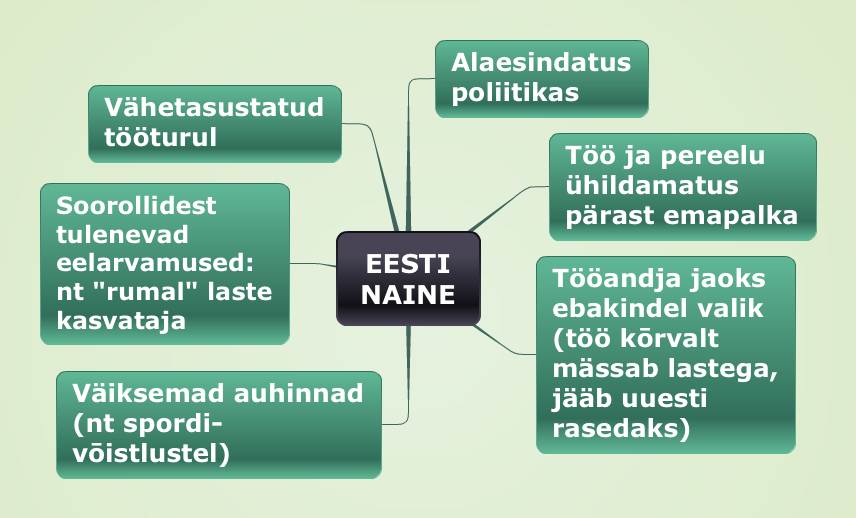 Alaesindatus
poliitikas
Vähetasustatud
tööturul
Töö ja pereelu
ühildamatus
pärast emapalka
Soorollidest
tulenevad
eelarvamused:
nt "rumal" laste
kasvataja
EESTI
NAINE
Tööandja jaoks
ebakindel valik
(töö kõrvalt
mässab lastega,
jääb uuesti
rasedaks)
Väiksemad auhinnad
(nt spordi-
võistlustel)